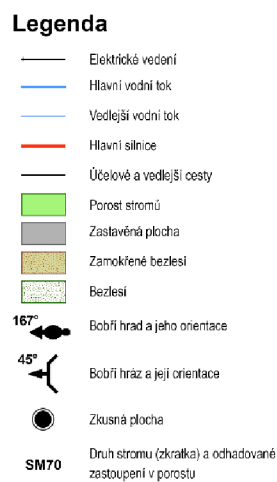 Legenda
Elektrické vedení
Hlavní vodní tok
Vedlejší vodní tok
Hlavní silnice
Účelové a vedlejší cesty
Porost stromů
Zastavěná plocha
Zamokřené bezlesí
Bezlesí
167°
Bobří hrad a jeho orientace
45°
Bobří hráz a její orientace
Zkusná plocha
SM70
Druh stromu (zkratka) a odhadované
zastoupení v porostu